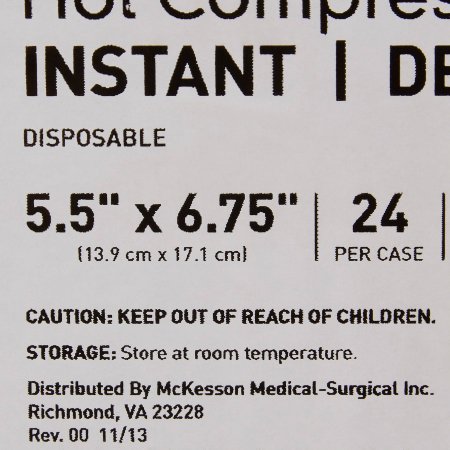 Hot Compres
INSTANT | DE
DISPOSABLE
5.5" x 6.75" | 24 |
(13.9 cm x 17.1 cm) PER CASE
CAUTION: KEEP OUT OF REACH OF CHILDREN.
STORAGE: Store at room temperature.
Distributed By McKesson Medical-Surgical Inc.
Richmond, VA 23228
Rev. 00 11/13